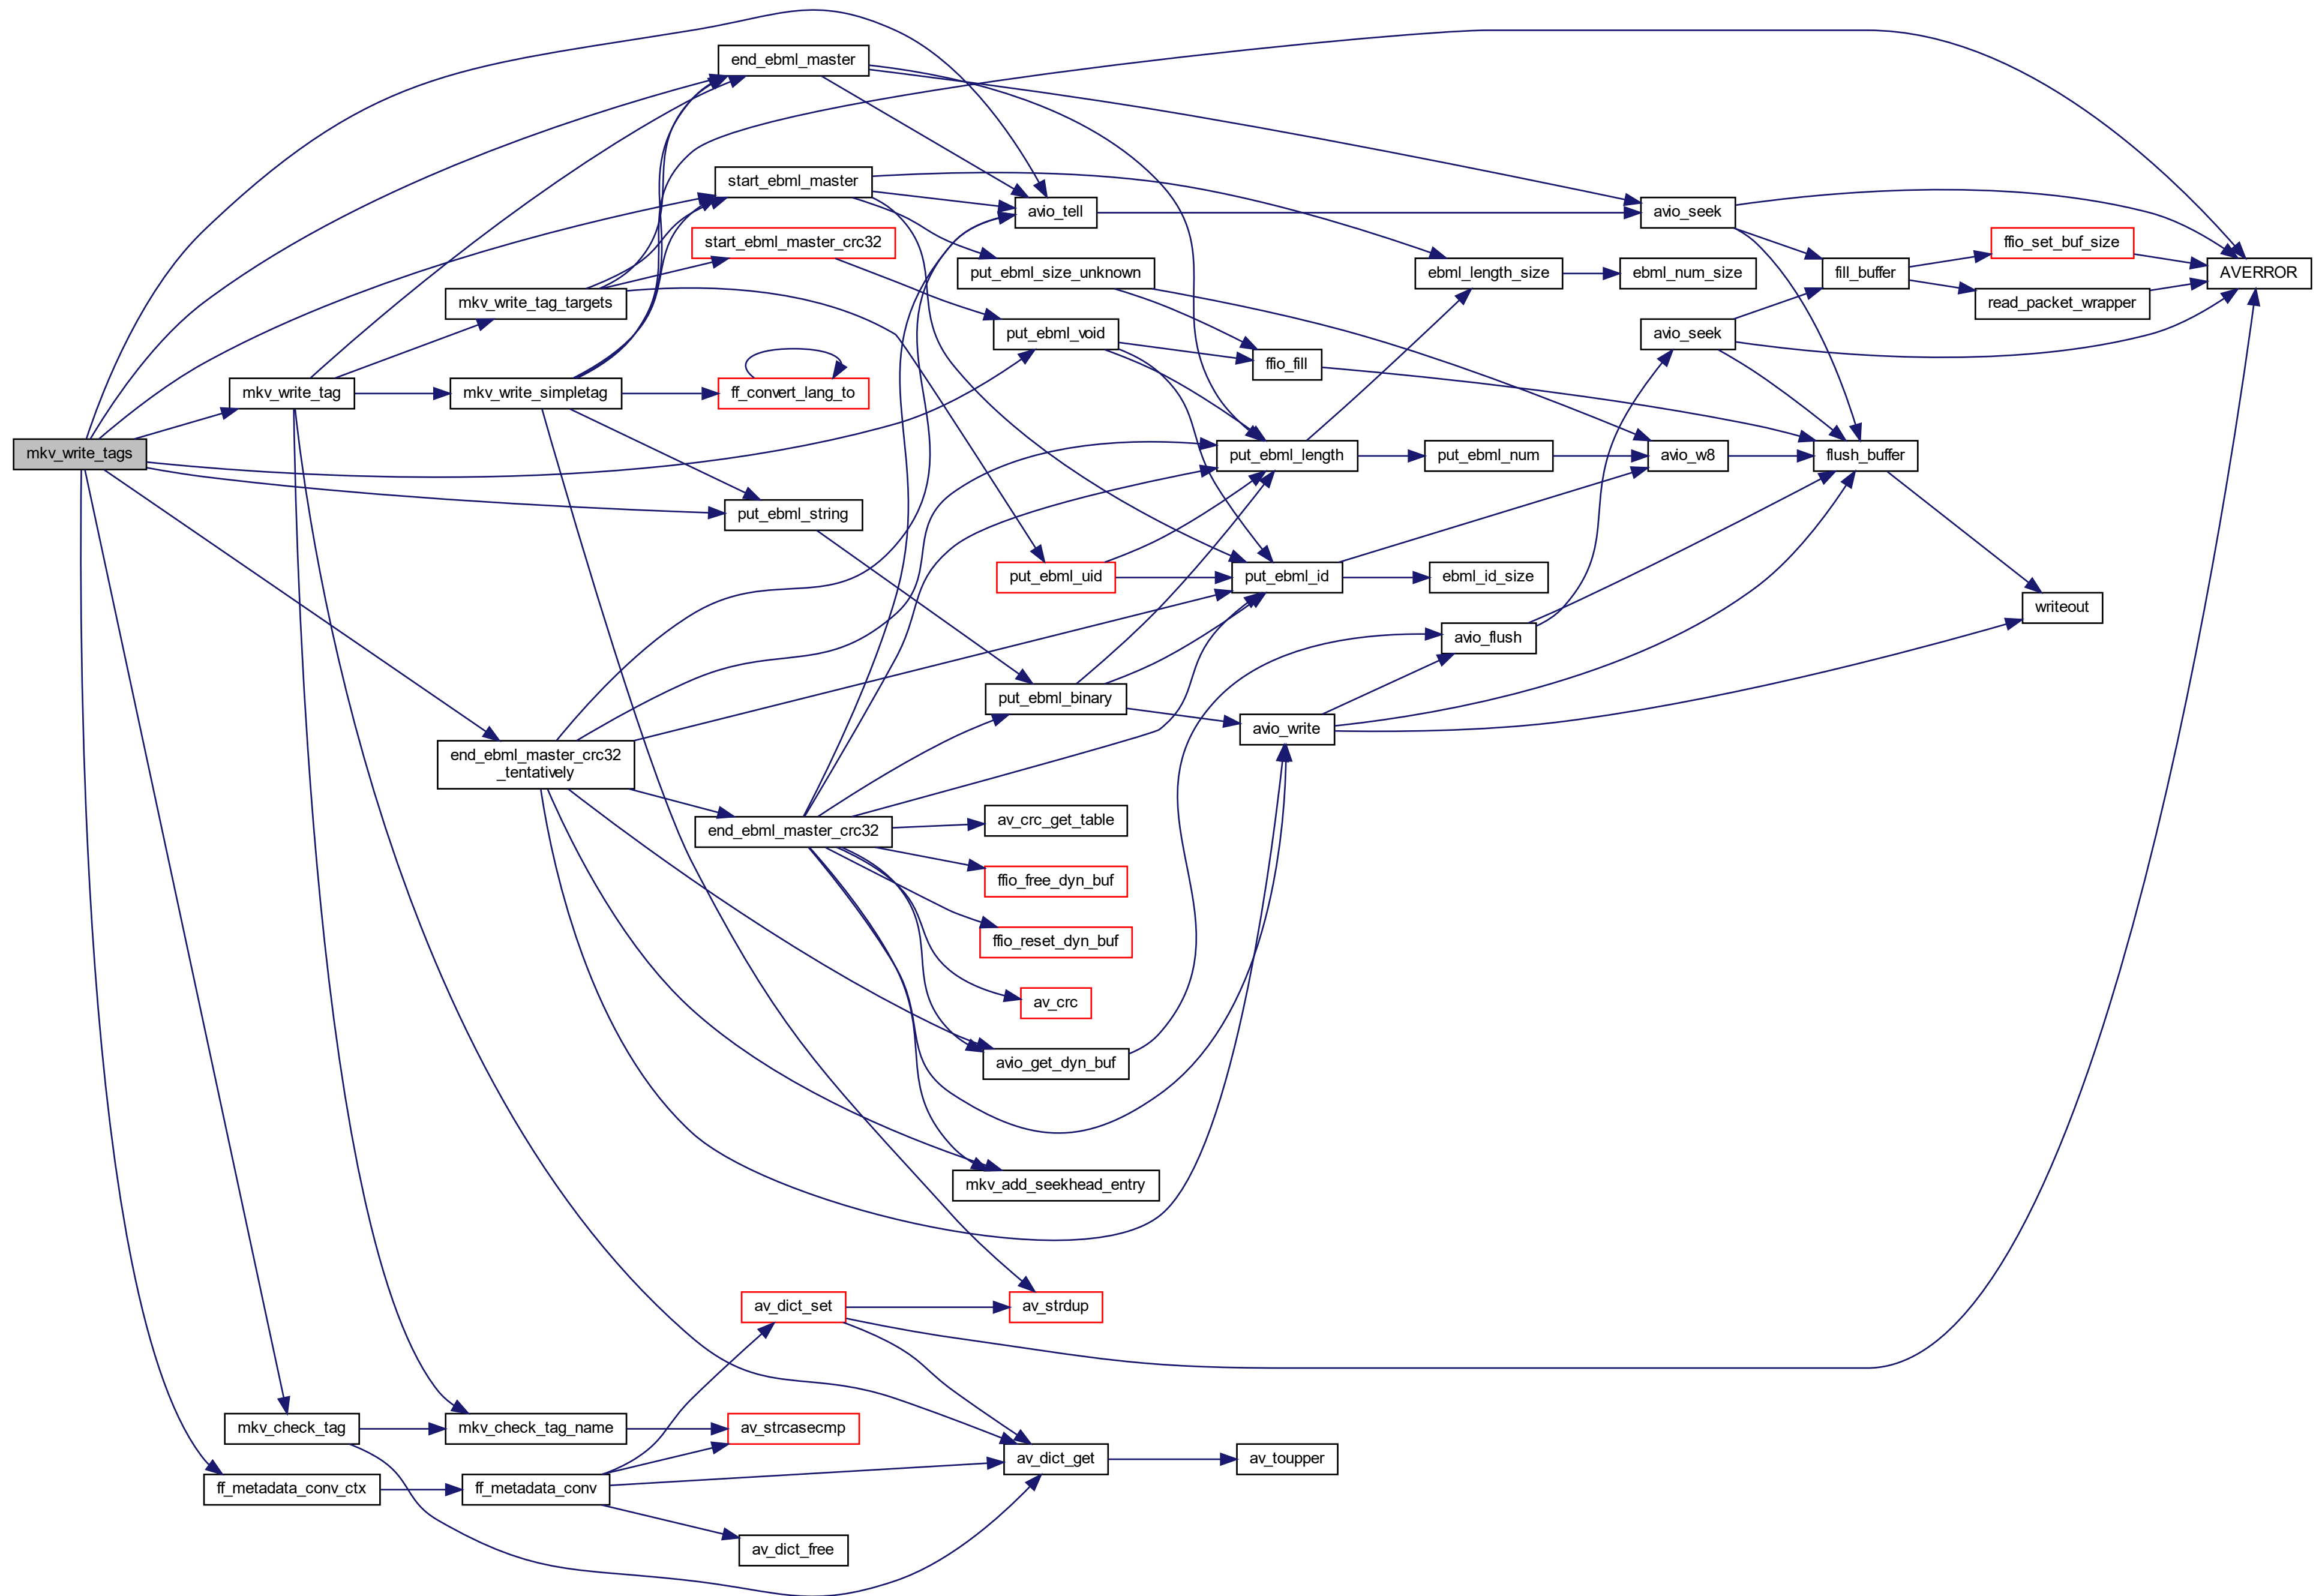 mkv_write_tags
mkv_write_tag
mkv_check_tag
ff_metadata_conv_ctx
mkv_write_tag_targets
mkv_write_simpletag
end_ebml_master_crc32
_tentatively
mkv_check_tag_name
ff_metadata_conv
end_ebml_master
start_ebml_master
start_ebml_master_crc32
ff_convert_lang_to
put_ebml_string
end_ebml_master_crc32
av_dict_set
av_strcasecmp
av_dict_free
avio_tell
put_ebml_size_unknown
put_ebml_void
put_ebml_uid
put_ebml_binary
av_crc_get_table
ffio_free_dyn_buf
ffio_reset_dyn_buf
av_crc
avio_get_dyn_buf
mkv_add_seekhead_entry
av_strdup
av_dict_get
ffio_fill
put_ebml_length
put_ebml_id
avio_write
av_toupper
ebml_length_size
put_ebml_num
ebml_id_size
avio_flush
avio_seek
ebml_num_size
avio_seek
avio_w8
fill_buffer
flush_buffer
ffio_set_buf_size
read_packet_wrapper
writeout
AVERROR